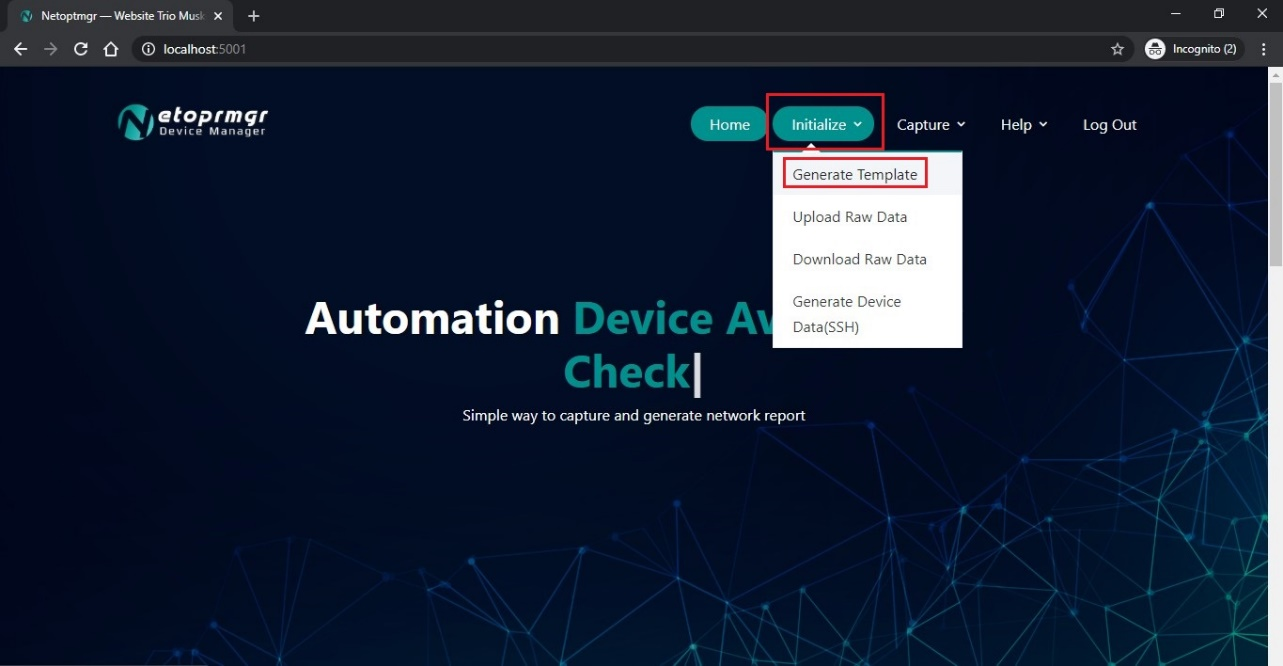 Netoptmgr — Website Trio Musk
Incognito (2)
localhost:5001
etoprmgr
Device Manager
Home
Initialize
Capture
Help
Log Out
Generate Template
Upload Raw Data
Download Raw Data
Generate Device
Data(SSH)
Automation Device Av
Check|
Simple way to capture and generate network report